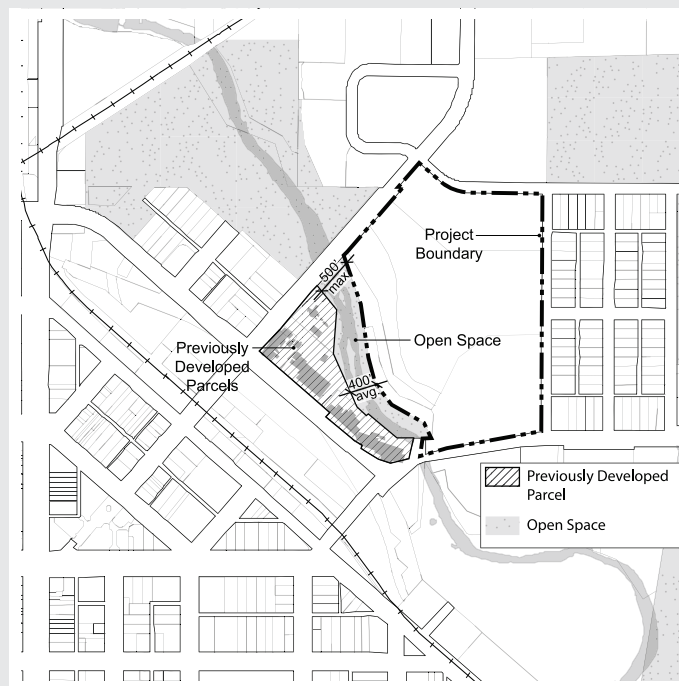 Project
Boundary
500'
max.
Open Space
Previously
Developed
Parcels
400'
avg.
Previously Developed
Parcel
Open Space